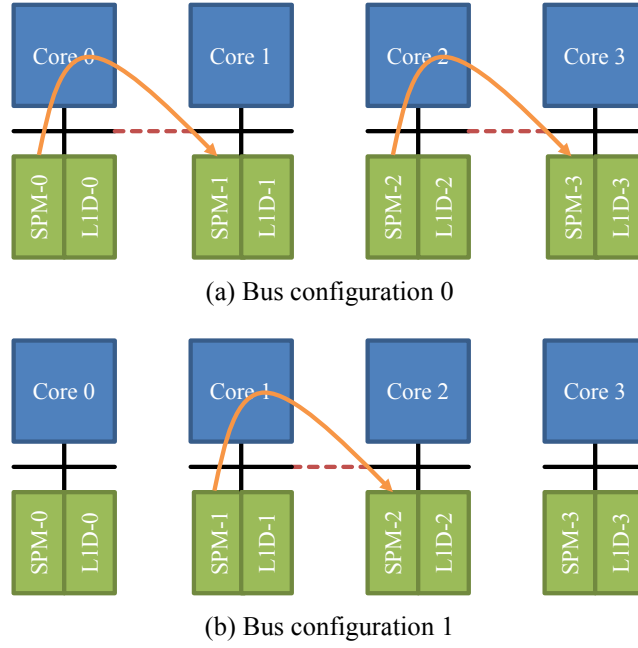 Core 0 Core 1 Core 2 Core 3
SPM-0 L1D-0 SPM-1 L1D-1 SPM-2 L1D-2 SPM-3 L1D-3
(a) Bus configuration 0
Core 0 Core 1 Core 2 Core 3
SPM-0 L1D-0 SPM-1 L1D-1 SPM-2 L1D-2 SPM-3 L1D-3
(b) Bus configuration 1